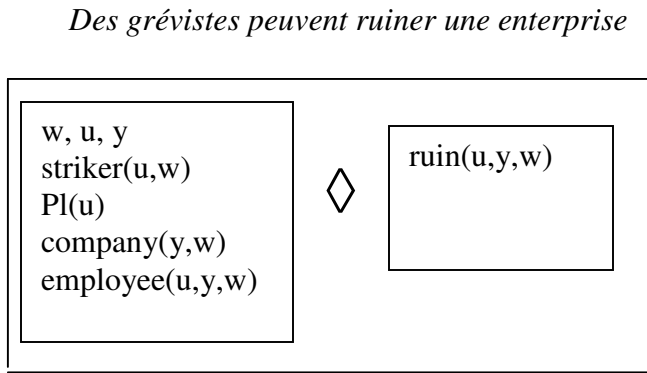 Des grévistes peuvent ruiner une enterprise
w, u, y
striker(u,w)
Pl(u)
company(y,w)
employee(u,y,w)
◊
ruin(u,y,w)